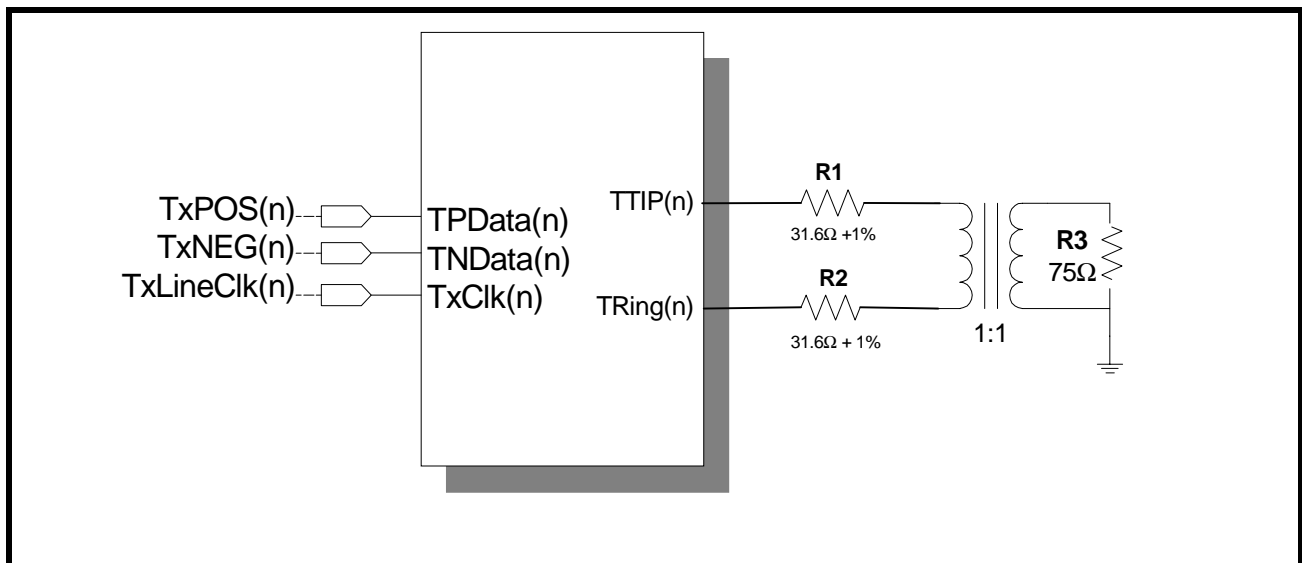 TxPOS(n)
TxNEG(n)
TxLineClk(n)
TPData(n)
TNData(n)
TxClk(n)
TTIP(n)
TRing(n)
R1
31.6Ω +1%
R2
31.6Ω + 1%
1:1
R3
75Ω